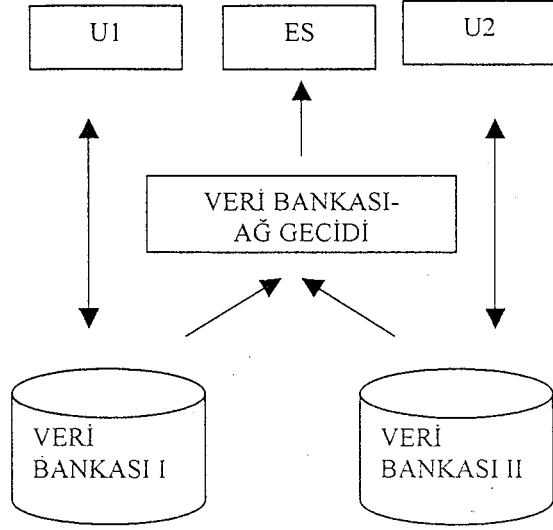 U1
ES
U2
VERİ BANKASI-
AĞ GECİDİ
VERİ
BANKASI I
VERİ
BANKASI II